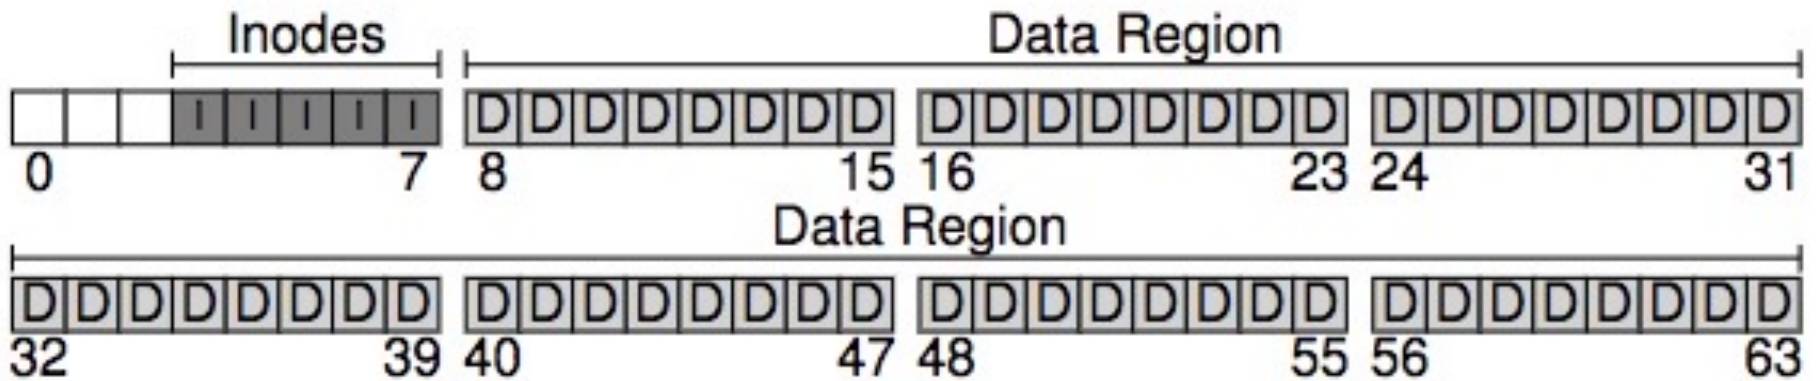 Inodes Data Region
I I I I I D D D D D D D D D D D D D D D D D D D D D D D D
0 7 8 15 16 23 24 31
Data Region
D D D D D D D D D D D D D D D D D D D D D D D D D D D D D D D D
32 39 40 47 48 55 56 63